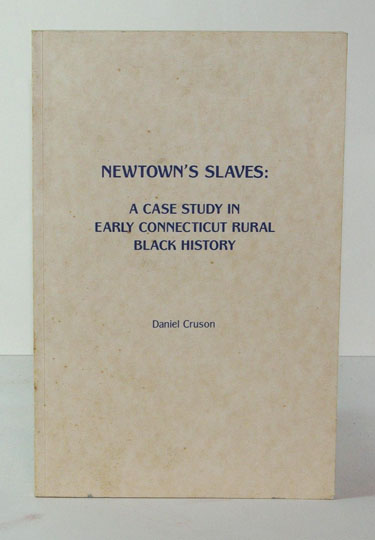 NEWTOWN'S SLAVES:
A CASE STUDY IN
EARLY CONNECTICUT RURAL
BLACK HISTORY
Daniel Cruson